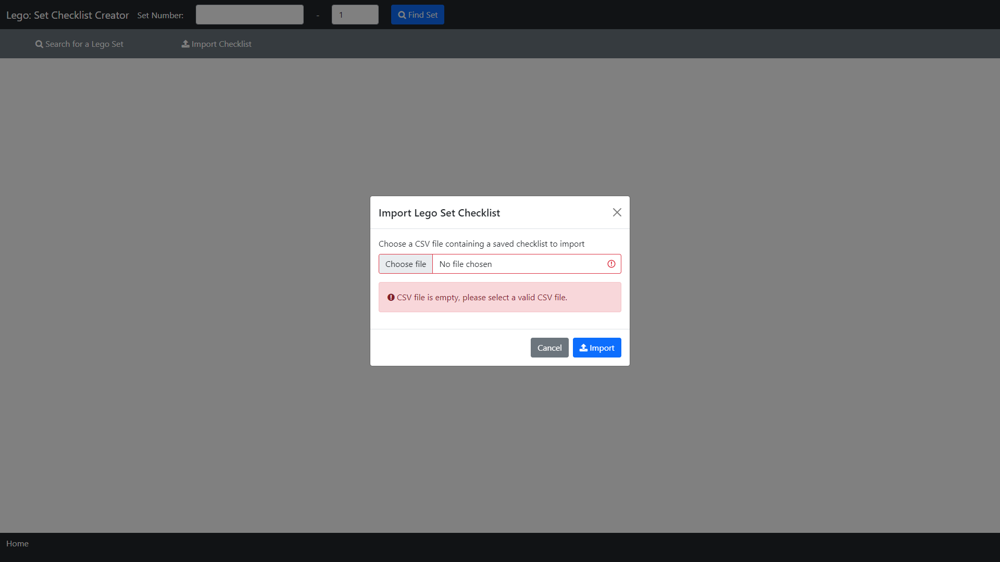 Lego: Set Checklist Creator Set Number: - 1 Find Set
Search for a Lego Set Import Checklist
Import Lego Set Checklist
Choose a CSV file containing a saved checklist to import
Choose file No file chosen
CSV file is empty, please select a valid CSV file.
Cancel Import
Home